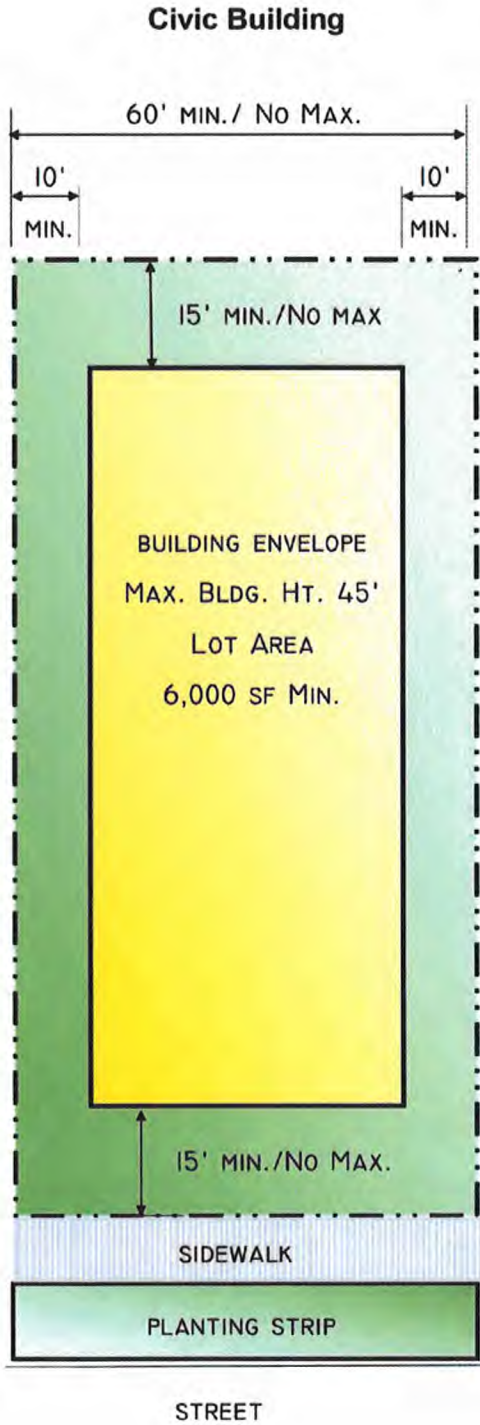 Civic Building
60' MIN./ NO MAX.
10' 10'
MIN. MIN.
15' MIN./NO MAX
BUILDING ENVELOPE
MAX. BLDG. HT. 45'
LOT AREA
6,000 SF MIN.
15' MIN./NO MAX.
SIDEWALK
PLANTING STRIP
STREET